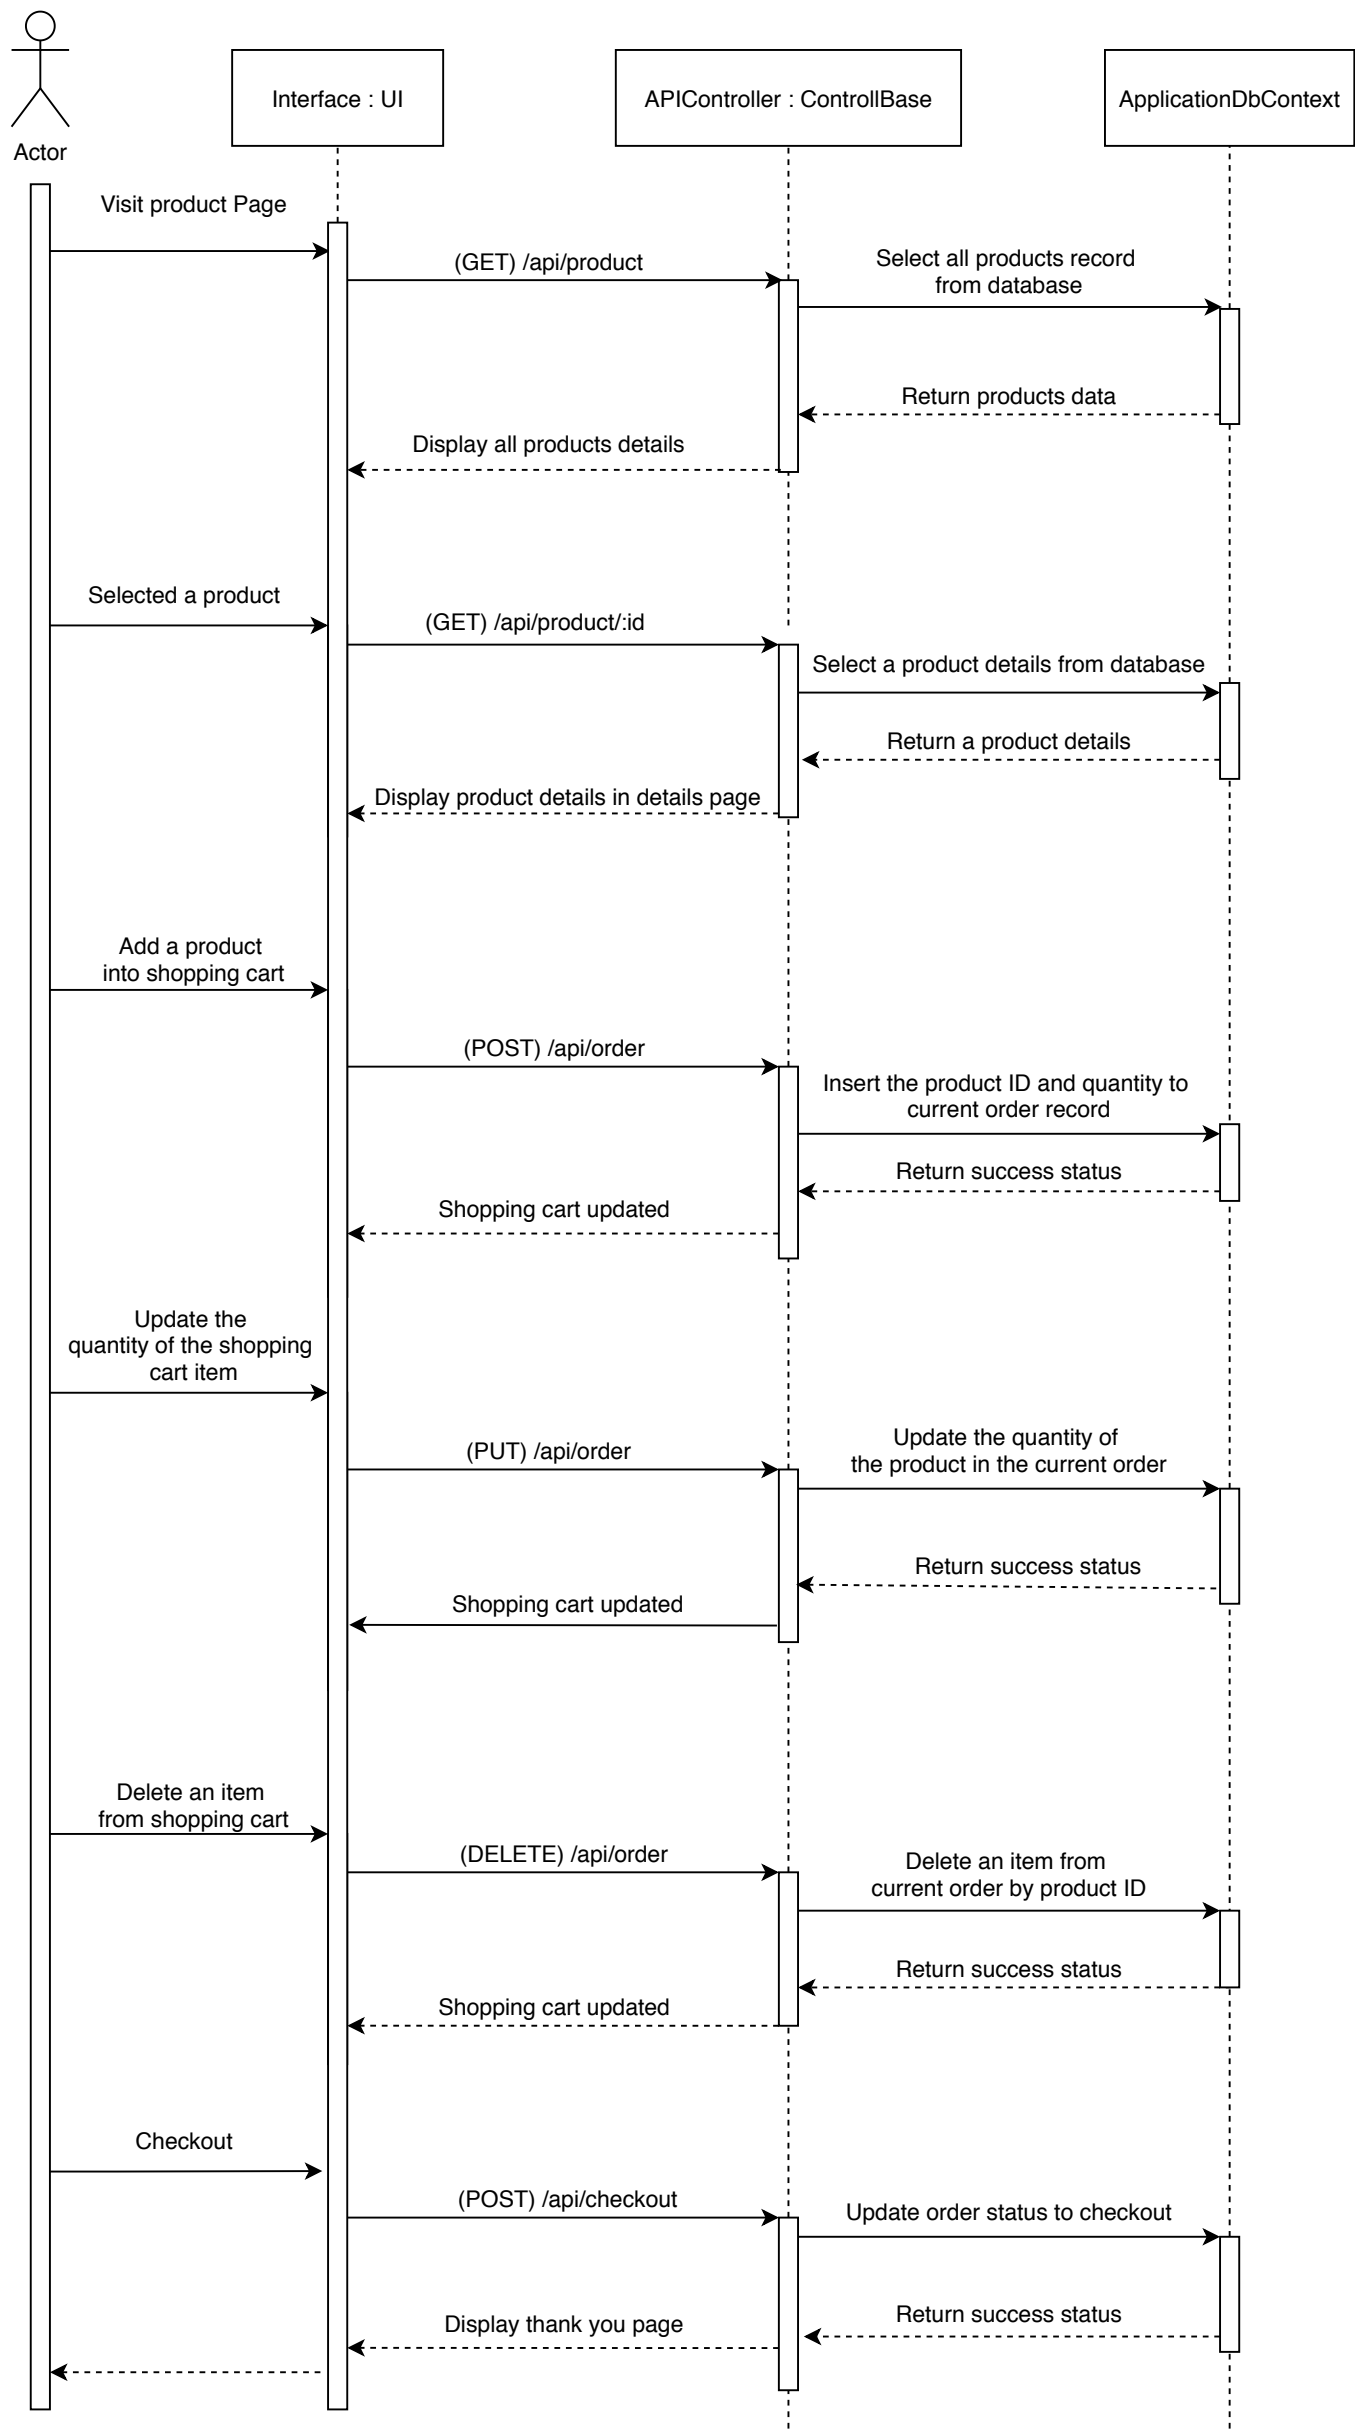 Actor
Interface : UI
APIController : ControllBase
ApplicationDbContext
Visit product Page
(GET) /api/product
Select all products record
from database
Return products data
Display all products details
Selected a product
(GET) /api/product/:id
Select a product details from database
Return a product details
Display product details in details page
Add a product
into shopping cart
(POST) /api/order
Insert the product ID and quantity to
current order record
Return success status
Shopping cart updated
Update the
quantity of the shopping
cart item
(PUT) /api/order
Update the quantity of
the product in the current order
Return success status
Shopping cart updated
Delete an item
from shopping cart
(DELETE) /api/order
Delete an item from
current order by product ID
Return success status
Shopping cart updated
Checkout
(POST) /api/checkout
Update order status to checkout
Return success status
Display thank you page